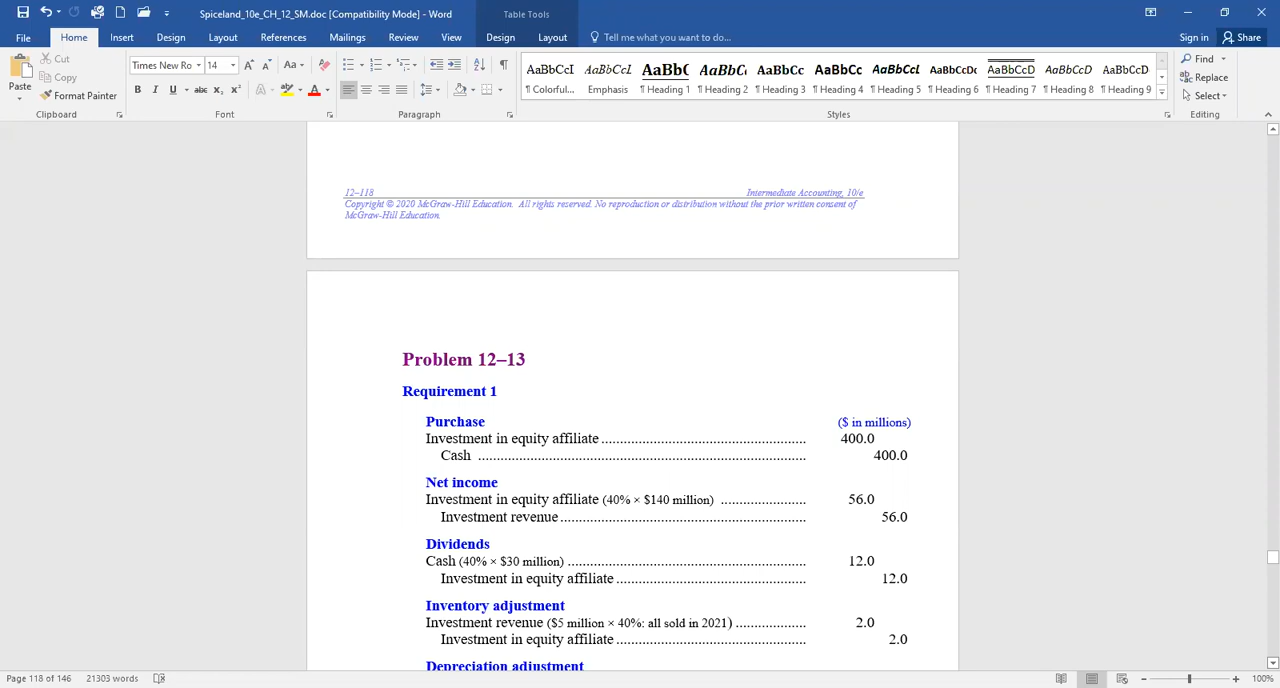 Spiceland_10e_CH_12_SM.doc [Compatibility Mode] - Word
Table Tools
File Home Insert Design Layout References Mailings Review View Design Layout Tell me what you want to do... Sign in Share
Paste
Cut
Copy
Format Painter
Clipboard
Times New Ro 14 Aa
B I U abc X₂ X² A A
Font
Paragraph
AaBbCcI AaBbCcL AaBb( AaBbCc AaBbCc AaBbCc AaBbCcL AaBbCcDc AaBbCcD AaBbCcD AaBbCcD
¶ Colorful... Emphasis ¶ Heading 1 ¶ Heading 2 ¶ Heading 3 ¶ Heading 4 ¶ Heading 5 ¶ Heading 6 ¶ Heading 7 ¶ Heading 8 ¶ Heading 9
Styles
Find
Replace
Select
Editing
12–118 Intermediate Accounting, 10/e
Copyright © 2020 McGraw-Hill Education. All rights reserved. No reproduction or distribution without the prior written consent of
McGraw-Hill Education.
Problem 12–13
Requirement 1
Purchase ($ in millions)
Investment in equity affiliate ....................................................... 400.0
Cash ....................................................................................... 400.0
Net income
Investment in equity affiliate (40% × $140 million) ....................... 56.0
Investment revenue .................................................................. 56.0
Dividends
Cash (40% × $30 million) ................................................................ 12.0
Investment in equity affiliate ................................................... 12.0
Inventory adjustment
Investment revenue ($5 million × 40%: all sold in 2021) ................... 2.0
Investment in equity affiliate ................................................... 2.0
Depreciation adjustment
Page 118 of 146 21303 words 100%